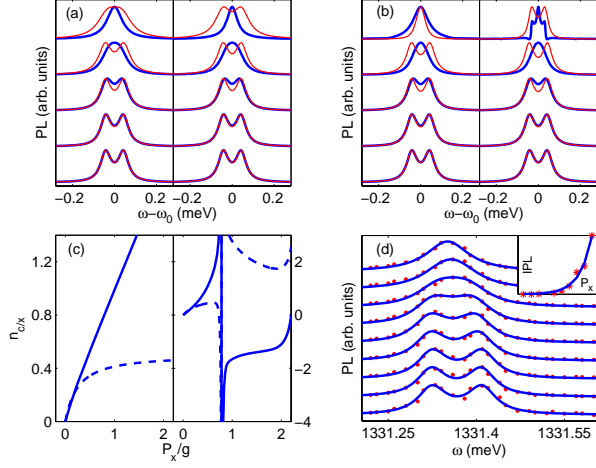 (a)
PL (arb. units)
−0.2 0 0.2 −0.2 0 0.2
ω−ω0 (meV)
(b)
PL (arb. units)
−0.2 0 0.2 −0.2 0 0.2
ω−ω0 (meV)
(c)
nc/x
1.2
0.8
0.4
0
2
0
−2
−4
0 1 2 0 1 2
Px/g
(d)
PL (arb. units)
IPL
Px
1331.25 1331.4 1331.55
ω (meV)